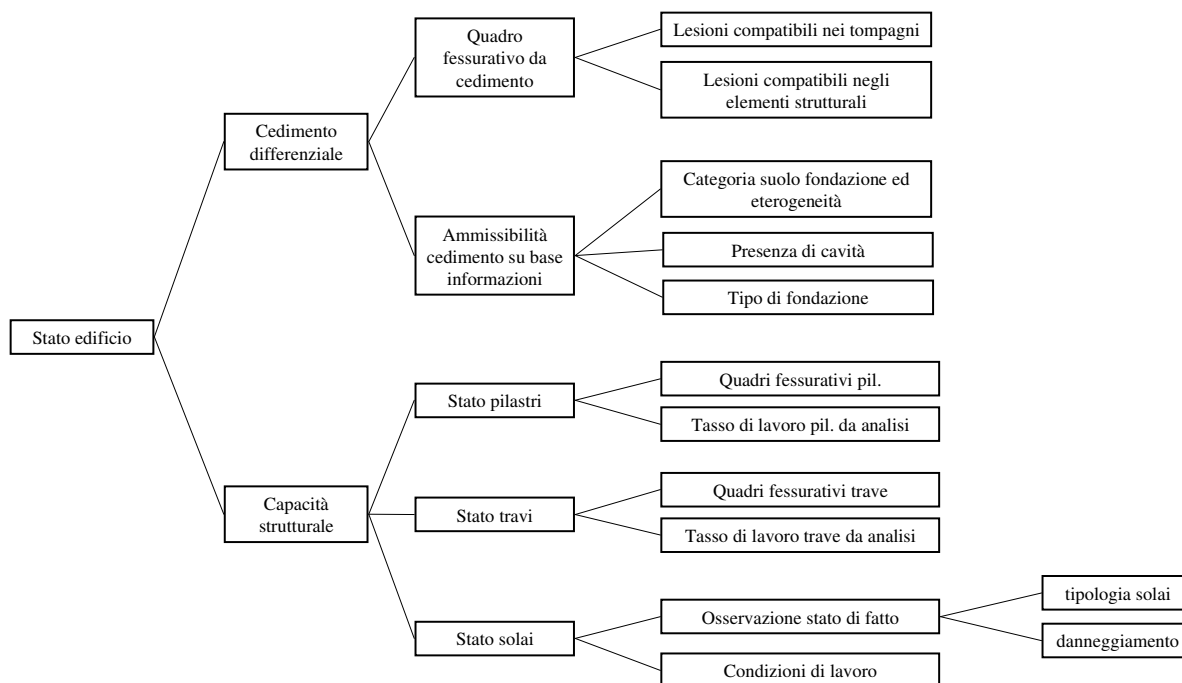 Stato edificio
Cedimento
differenziale
Quadro
fessurativo da
cedimento
Lesioni compatibili nei tompagni
Lesioni compatibili negli
elementi strutturali
Ammissibilità
cedimento su base
informazioni
Categoria suolo fondazione ed
eterogeneità
Presenza di cavità
Tipo di fondazione
Capacità
strutturale
Stato pilastri
Quadri fessurativi pil.
Tasso di lavoro pil. da analisi
Stato travi
Quadri fessurativi trave
Tasso di lavoro trave da analisi
Stato solai
Osservazione stato di fatto
tipologia solai
danneggiamento
Condizioni di lavoro